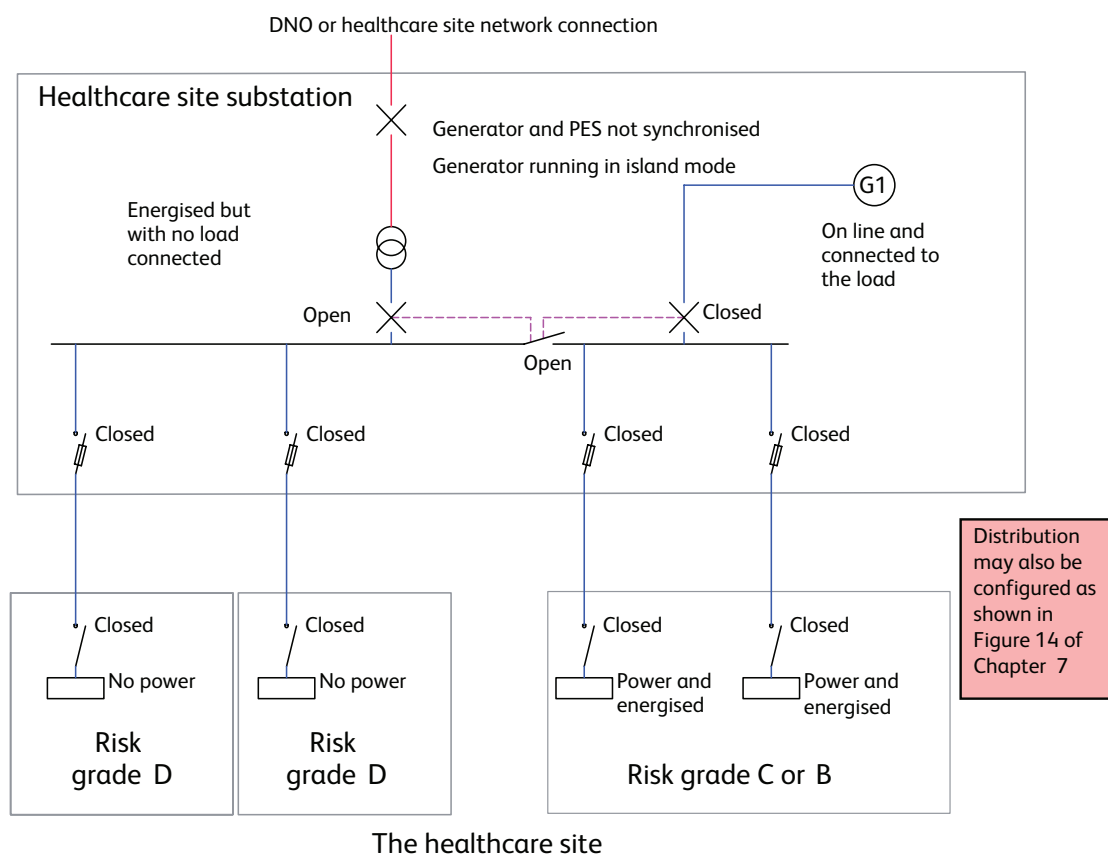 DNO or healthcare site network connection
Healthcare site substation
Generator and PES not synchronised
Generator running in island mode
G1
Energised but
with no load
connected
On line and
connected to
the load
Open
Closed
Open
Closed
Closed
Closed
Closed
Distribution
may also be
configured as
shown in
Figure 14 of
Chapter 7
Closed
Closed
Closed
Closed
No power
No power
Power and
energised
Power and
energised
Risk
grade D
Risk
grade D
Risk grade C or B
The healthcare site